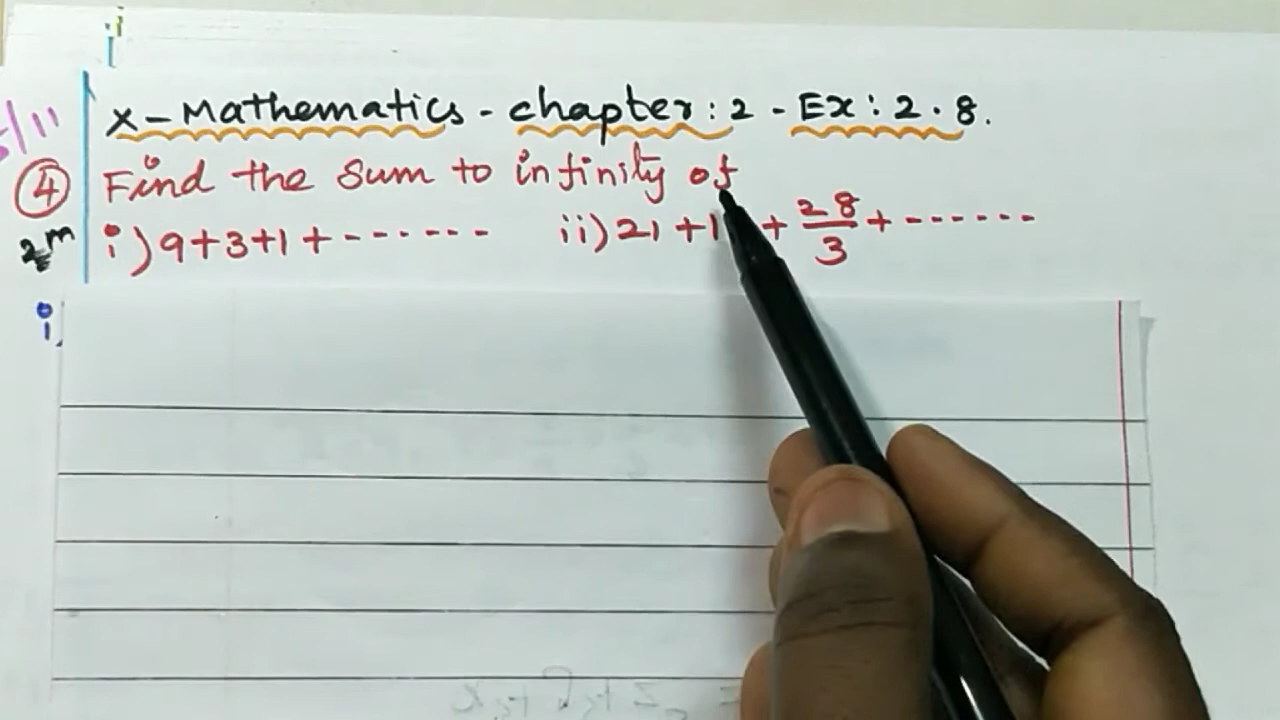 X - Mathematics - chapter : 2 - Ex : 2.8.
④ Find the Sum to infinity of
2m i) 9+3+1+------- ii) 21 +1 + 28/3 + ------
i